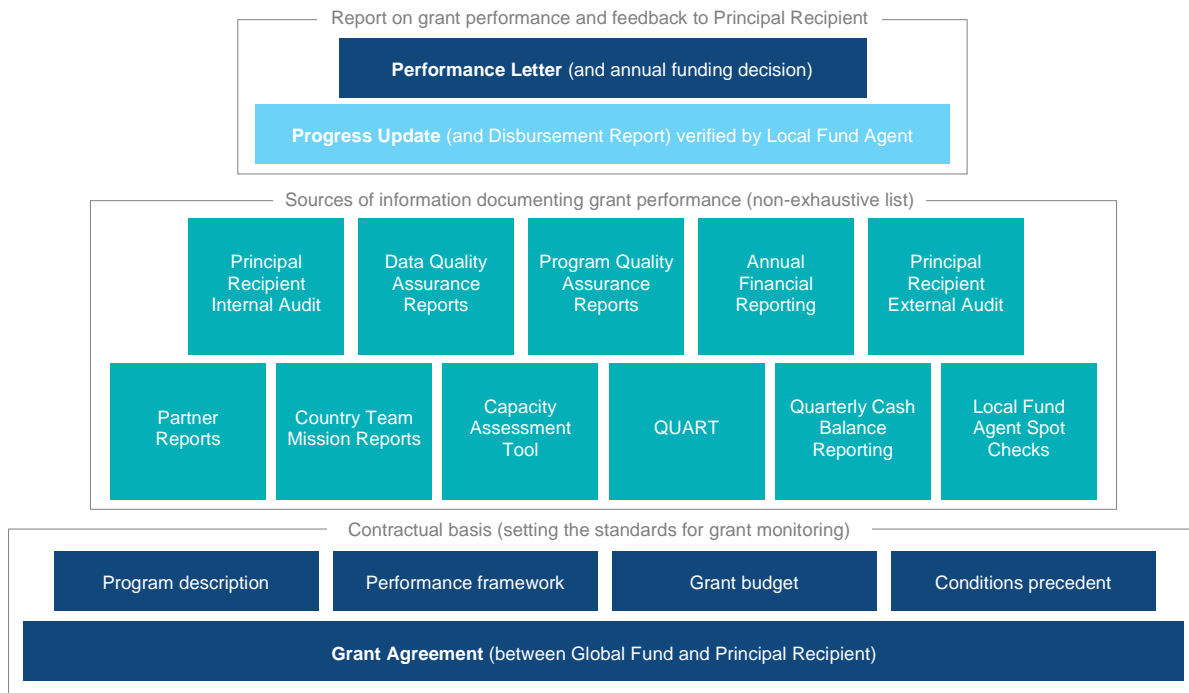 Report on grant performance and feedback to Principal Recipient
Performance Letter (and annual funding decision)
Progress Update (and Disbursement Report) verified by Local Fund Agent
Sources of information documenting grant performance (non-exhaustive list)
Principal
Recipient
Internal Audit
Data Quality
Assurance
Reports
Program Quality
Assurance
Reports
Annual
Financial
Reporting
Principal
Recipient
External Audit
Partner
Reports
Country Team
Mission Reports
Capacity
Assessment
Tool
QUART
Quarterly Cash
Balance
Reporting
Local Fund
Agent Spot
Checks
Contractual basis (setting the standards for grant monitoring)
Program description
Performance framework
Grant budget
Conditions precedent
Grant Agreement (between Global Fund and Principal Recipient)